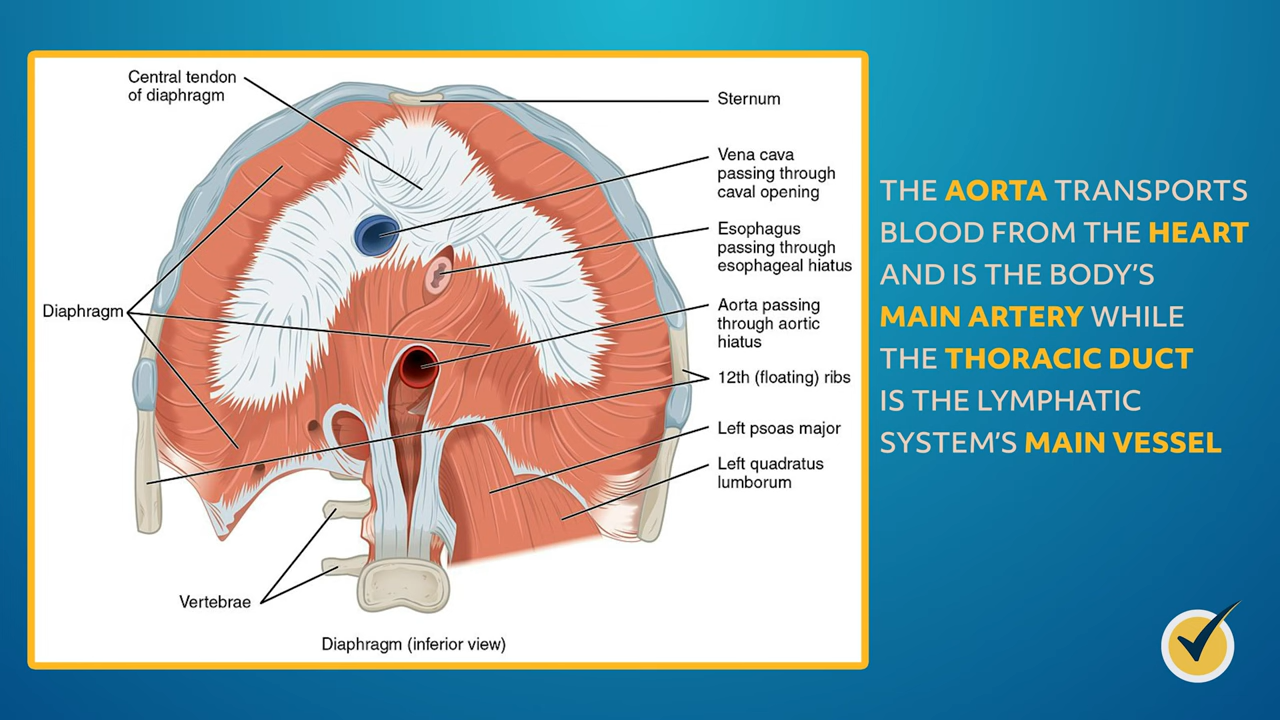 Central tendon
of diaphragm
Sternum
Vena cava
passing through
caval opening
Esophagus
passing through
esophageal hiatus
Diaphragm
Aorta passing
through aortic
hiatus
12th (floating) ribs
Left psoas major
Left quadratus
lumborum
Vertebrae
Diaphragm (inferior view)
THE AORTA TRANSPORTS
BLOOD FROM THE HEART
AND IS THE BODY'S
MAIN ARTERY WHILE
THE THORACIC DUCT
IS THE LYMPHATIC
SYSTEM'S MAIN VESSEL